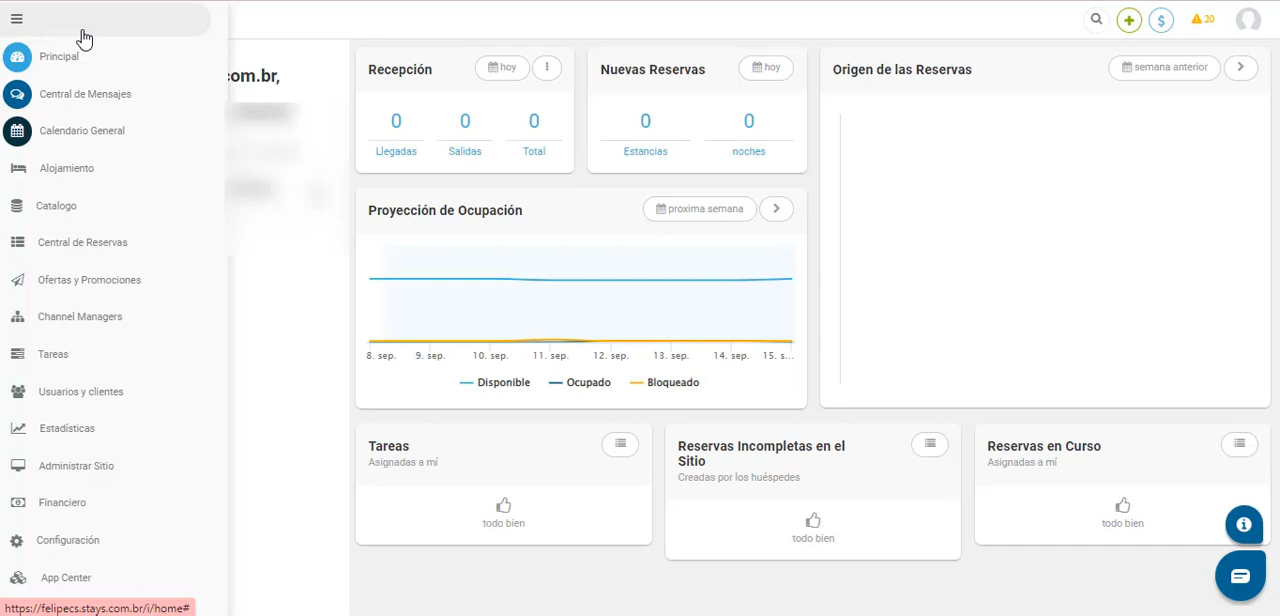 20
Principal
Central de Mensajes
Calendario General
Alojamiento
Catalogo
Central de Reservas
Ofertas y Promociones
Channel Managers
Tareas
Usuarios y clientes
Estadísticas
Administrar Sitio
Financiero
Configuración
App Center
https://felipecs.stays.com.br/i/home#
com.br,
Recepción
hoy
0
0
0
Llegadas
Salidas
Total
Nuevas Reservas
hoy
0
0
Estancias
noches
Origen de las Reservas
semana anterior
Proyección de Ocupación
proxima semana
8. sep.
9. sep.
10. sep.
11. sep.
12. sep.
13. sep.
14. sep.
15. s...
Disponible
Ocupado
Bloqueado
Tareas
Asignadas a mí
todo bien
Reservas Incompletas en el
Sitio
Creadas por los huéspedes
todo bien
Reservas en Curso
Asignadas a mí
todo bien